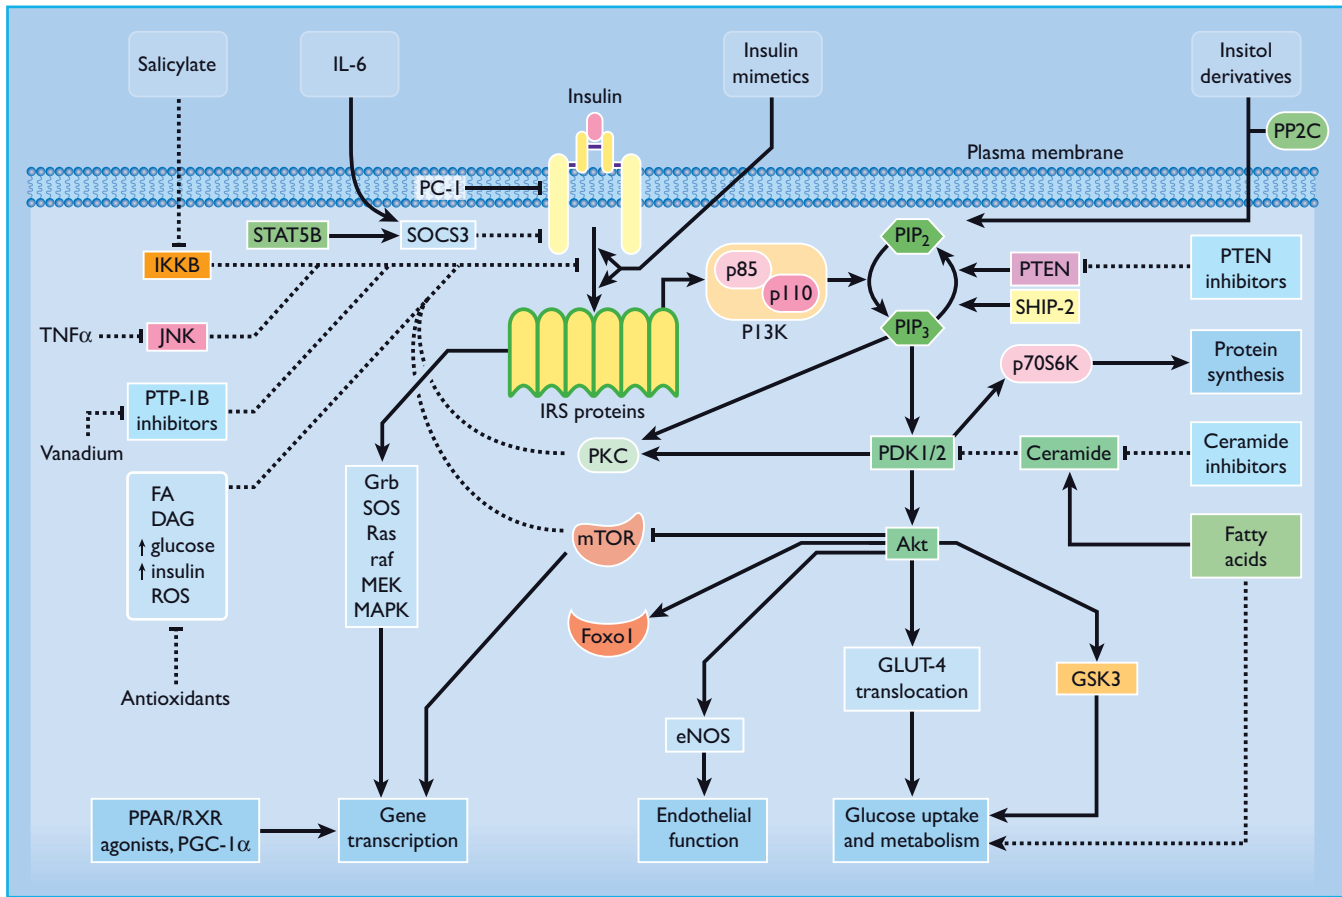 Salicylate
IL-6
Insulin
mimetics
Insitol
derivatives
Insulin
PP2C
Plasma membrane
PC-1
STAT5B
SOCS3
PIP2
IKKB
p85
p110
P13K
PTEN
SHIP-2
PTEN
inhibitors
TNFα
JNK
PIP3
p70S6K
Protein
synthesis
PTP-1B
inhibitors
IRS proteins
Vanadium
PKC
PDK1/2
Ceramide
Ceramide
inhibitors
FA
DAG
↑ glucose
↑ insulin
ROS
Grb
SOS
Ras
raf
MEK
MAPK
mTOR
Akt
Fatty
acids
Foxo1
Antioxidants
GLUT-4
translocation
GSK3
eNOS
PPAR/RXR
agonists, PGC-1α
Gene
transcription
Endothelial
function
Glucose uptake
and metabolism